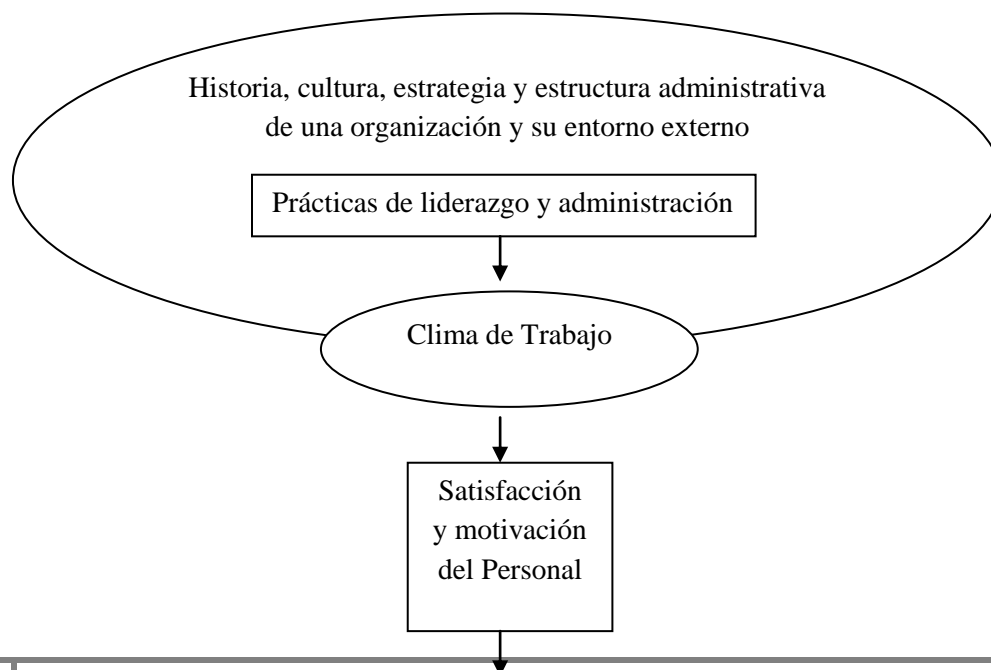 Historia, cultura, estrategia y estructura administrativa
de una organización y su entorno externo
Prácticas de liderazgo y administración
Clima de Trabajo
Satisfacción
y motivación
del Personal